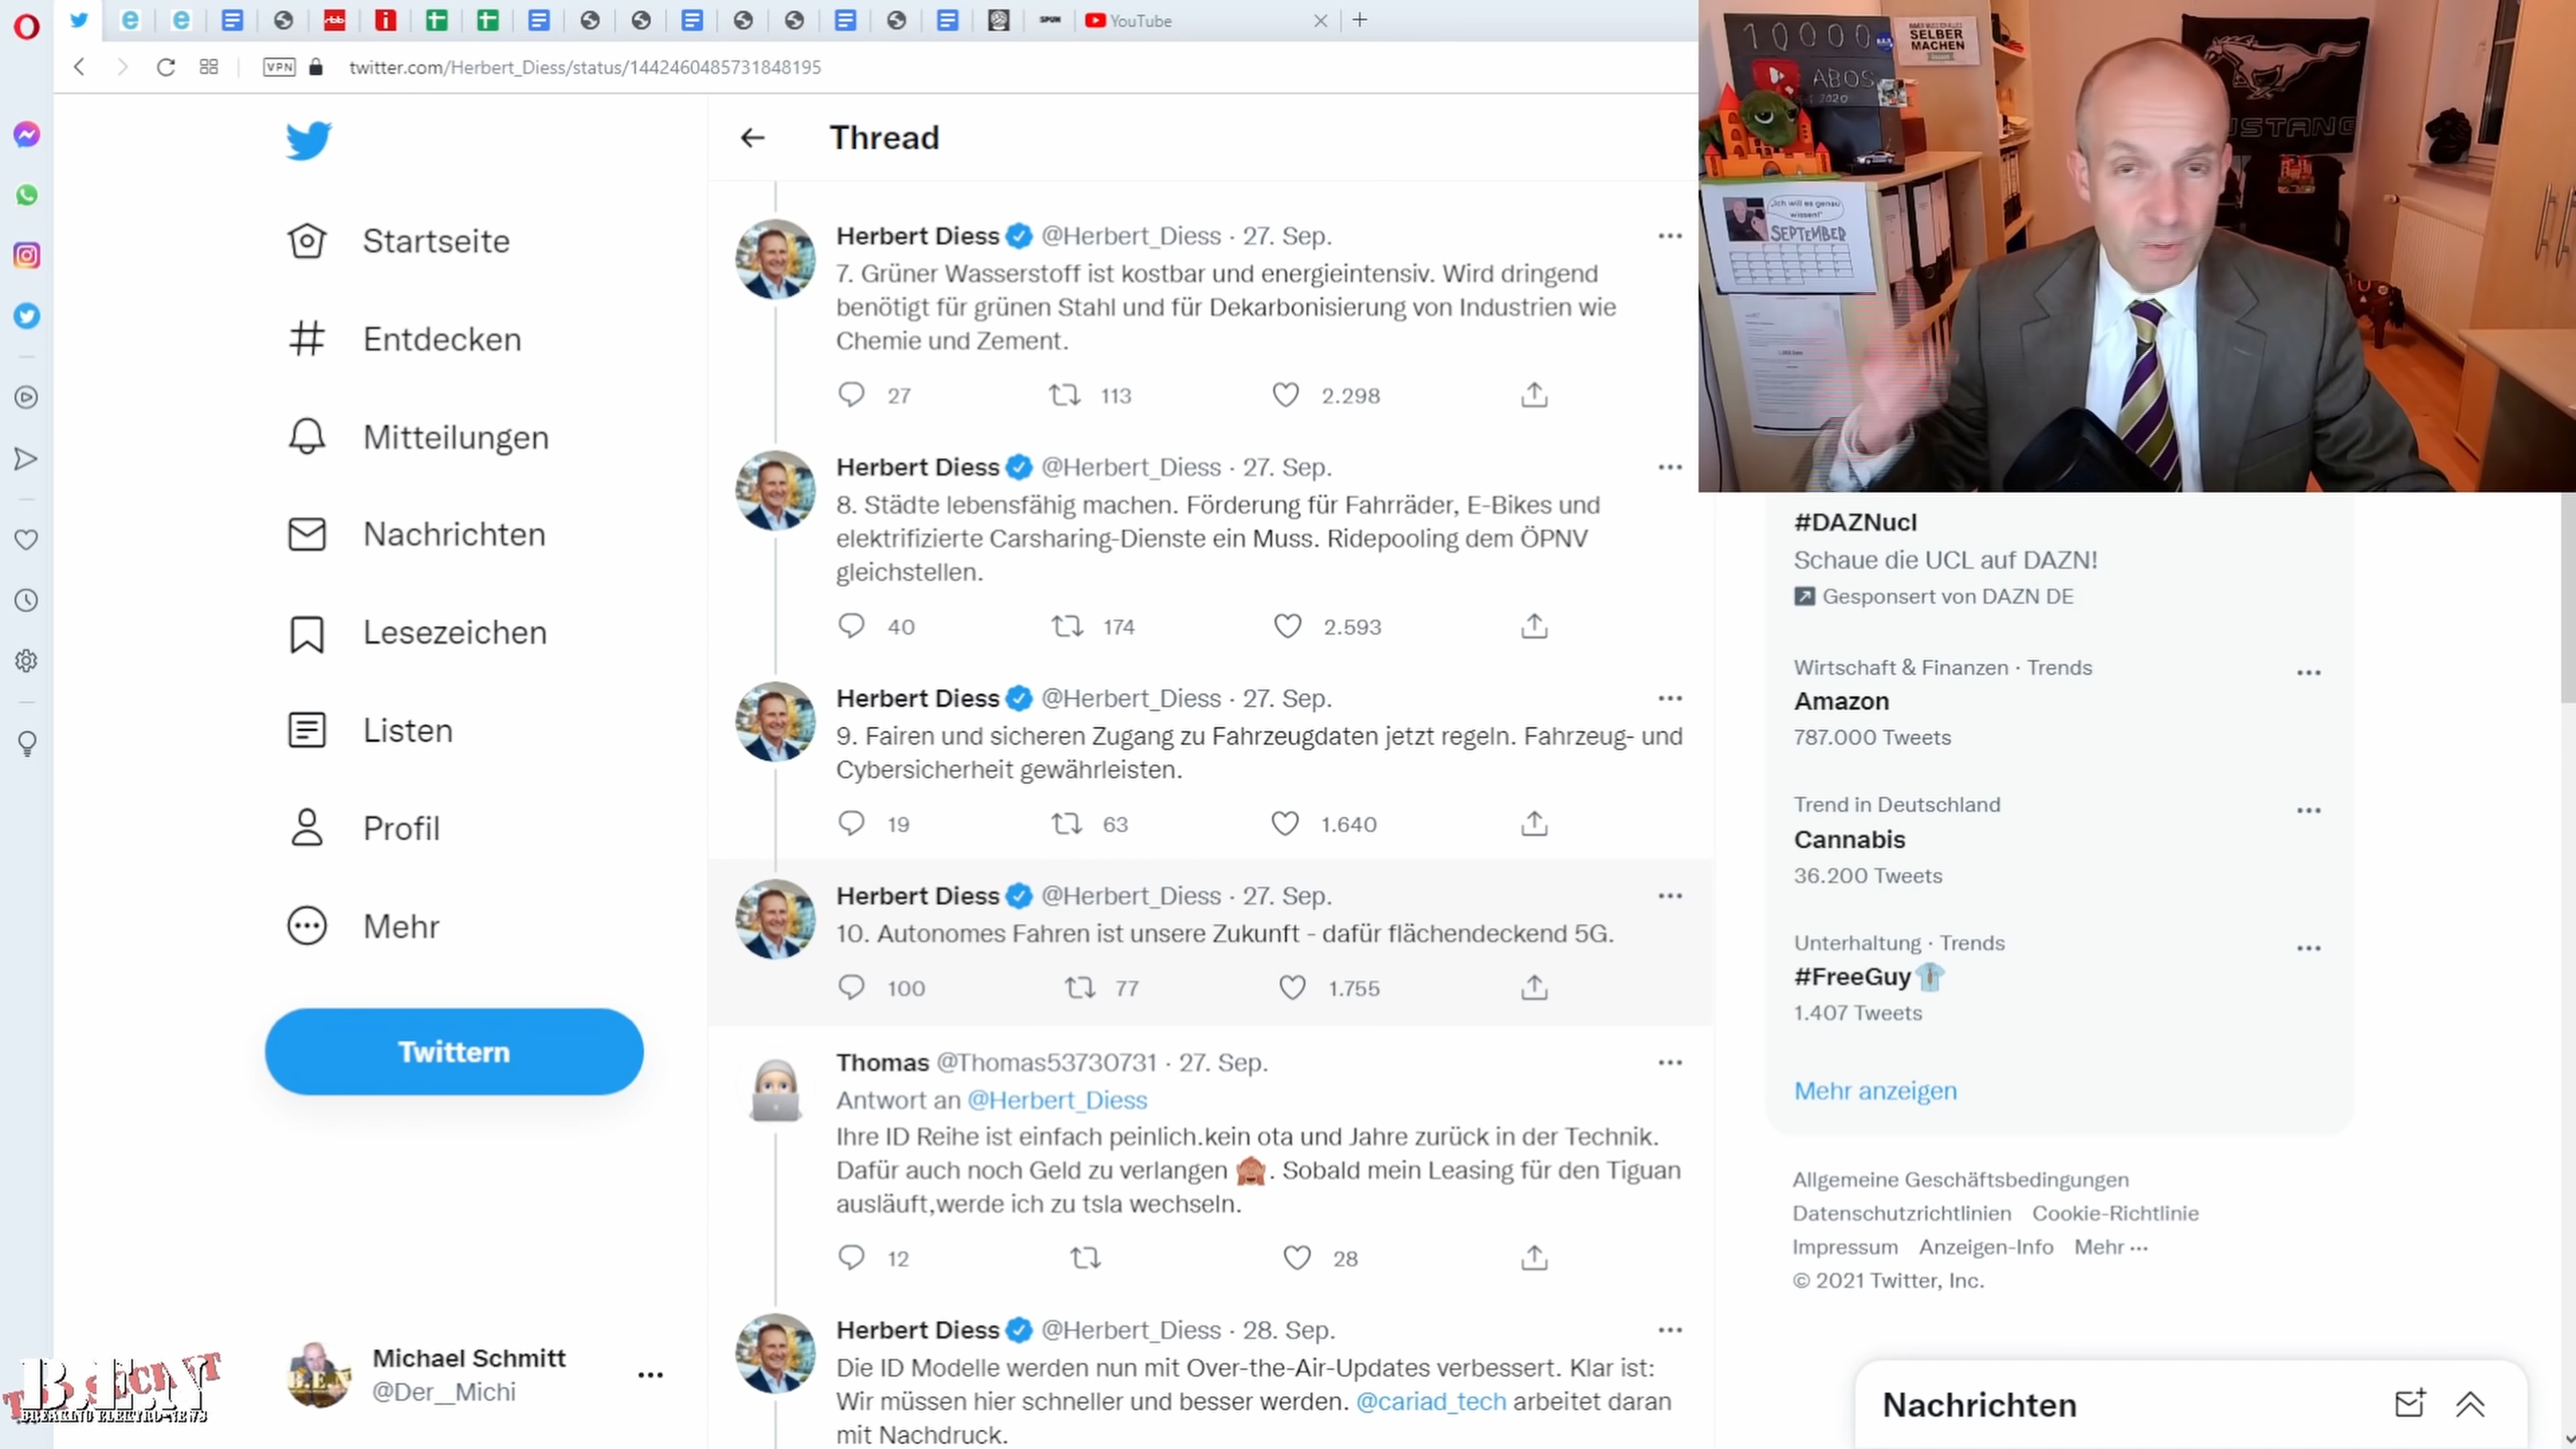 YouTube
VPN
twitter.com/Herbert_Diess/status/1442460485731848195
Startseite
Entdecken
Mitteilungen
Nachrichten
Lesezeichen
Listen
Profil
Mehr
Twittern
Michael Schmitt
@Der__Michi
B.E.N
BREAKING ELEKTRO-NEWS
Thread
Herbert Diess @Herbert_Diess · 27. Sep.
7. Grüner Wasserstoff ist kostbar und energieintensiv. Wird dringend
benötigt für grünen Stahl und für Dekarbonisierung von Industrien wie
Chemie und Zement.
27 113 2.298
Herbert Diess @Herbert_Diess · 27. Sep.
8. Städte lebensfähig machen. Förderung für Fahrräder, E-Bikes und
elektrifizierte Carsharing-Dienste ein Muss. Ridepooling dem ÖPNV
gleichstellen.
40 174 2.593
Herbert Diess @Herbert_Diess · 27. Sep.
9. Fairen und sicheren Zugang zu Fahrzeugdaten jetzt regeln. Fahrzeug- und
Cybersicherheit gewährleisten.
19 63 1.640
Herbert Diess @Herbert_Diess · 27. Sep.
10. Autonomes Fahren ist unsere Zukunft - dafür flächendeckend 5G.
100 77 1.755
Thomas @Thomas53730731 · 27. Sep.
Antwort an @Herbert_Diess
Ihre ID Reihe ist einfach peinlich.kein ota und Jahre zurück in der Technik.
Dafür auch noch Geld zu verlangen 🙈. Sobald mein Leasing für den Tiguan
ausläuft,werde ich zu tsla wechseln.
12 28
Herbert Diess @Herbert_Diess · 28. Sep.
Die ID Modelle werden nun mit Over-the-Air-Updates verbessert. Klar ist:
Wir müssen hier schneller und besser werden. @cariad_tech arbeitet daran
mit Nachdruck.
10000
ABOS
2020
SELBER
MACHEN
"Ich will es genau
wissen!"
SEPTEMBER
USTANG
#DAZNucl
Schaue die UCL auf DAZN!
Gesponsert von DAZN DE
Wirtschaft & Finanzen · Trends
Amazon
787.000 Tweets
Trend in Deutschland
Cannabis
36.200 Tweets
Unterhaltung · Trends
#FreeGuy
1.407 Tweets
Mehr anzeigen
Allgemeine Geschäftsbedingungen
Datenschutzrichtlinien Cookie-Richtlinie
Impressum Anzeigen-Info Mehr ···
© 2021 Twitter, Inc.
Nachrichten